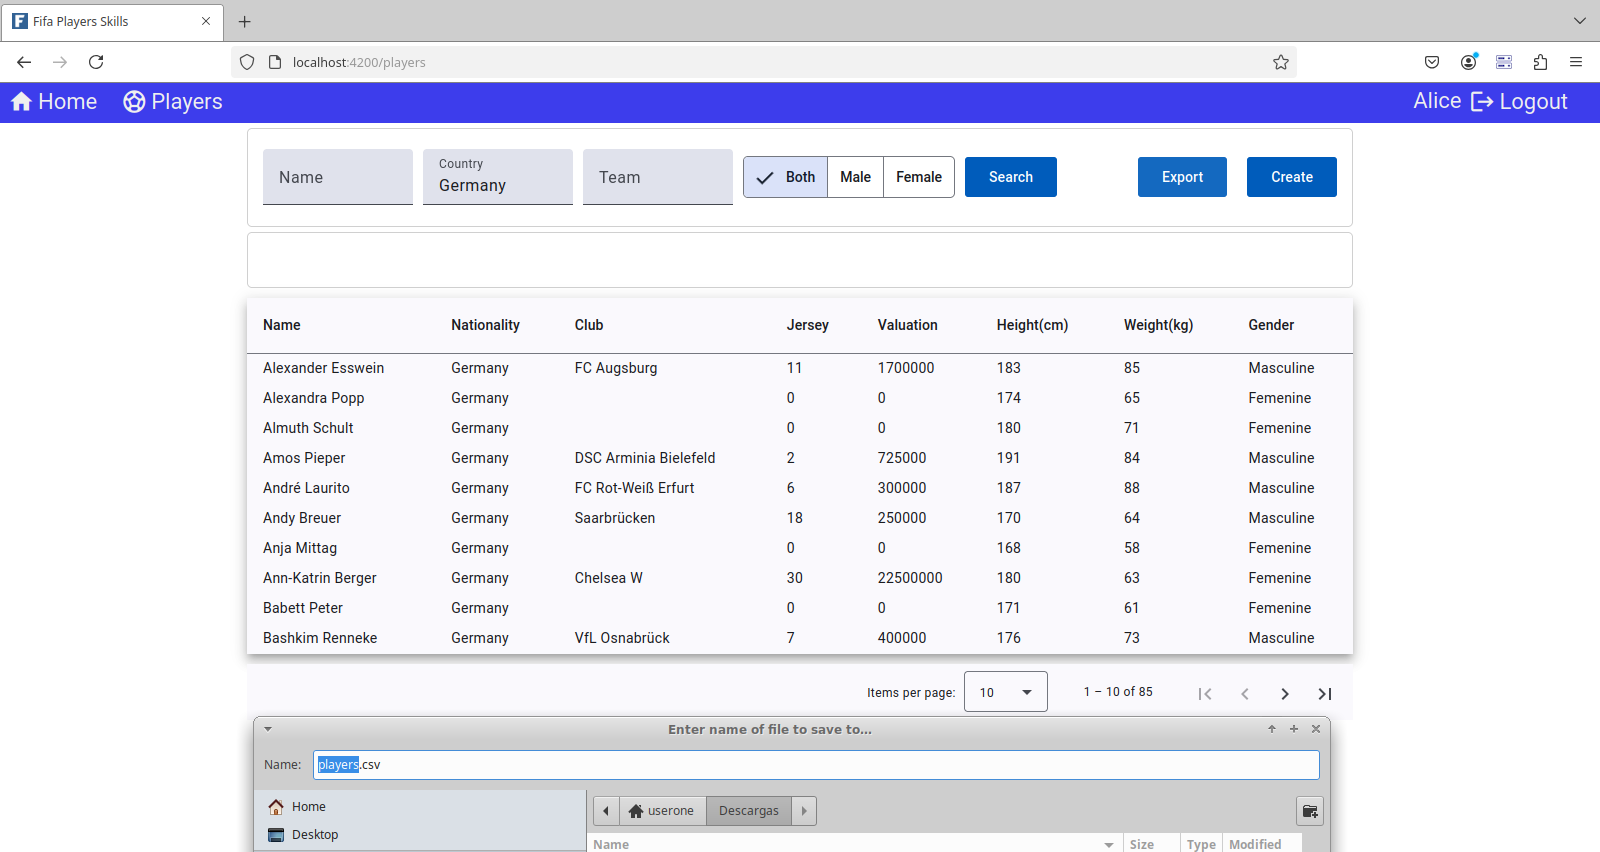 Fifa Players Skills
localhost:4200/players
Home Players Alice Logout
Name Country Germany Team Both Male Female Search Export Create
Name Nationality Club Jersey Valuation Height(cm) Weight(kg) Gender
Alexander Esswein Germany FC Augsburg 11 1700000 183 85 Masculine
Alexandra Popp Germany 0 0 174 65 Femenine
Almuth Schult Germany 0 0 180 71 Femenine
Amos Pieper Germany DSC Arminia Bielefeld 2 725000 191 84 Masculine
André Laurito Germany FC Rot-Weiß Erfurt 6 300000 187 88 Masculine
Andy Breuer Germany Saarbrücken 18 250000 170 64 Masculine
Anja Mittag Germany 0 0 168 58 Femenine
Ann-Katrin Berger Germany Chelsea W 30 22500000 180 63 Femenine
Babett Peter Germany 0 0 171 61 Femenine
Bashkim Renneke Germany VfL Osnabrück 7 400000 176 73 Masculine
Items per page: 10 1 – 10 of 85
Enter name of file to save to...
Name: players.csv
Home userone Descargas
Desktop
Name Size Type Modified